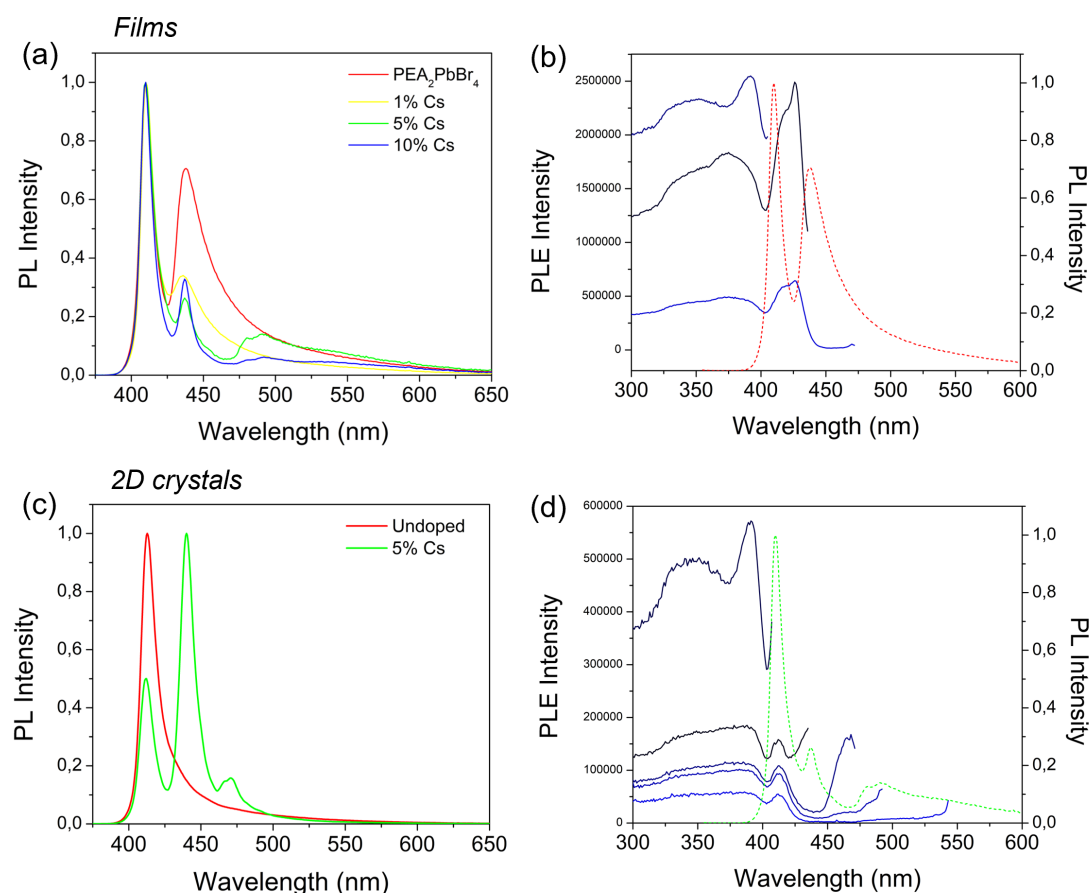 Films
(a)
PEA₂PbBr₄
1% Cs
5% Cs
10% Cs
1,0
0,8
0,6
0,4
0,2
0,0
PL Intensity
400 450 500 550 600 650
Wavelength (nm)
(b)
2500000
2000000
1500000
1000000
500000
0
PLE Intensity
1,0
0,8
0,6
0,4
0,2
0,0
PL Intensity
300 350 400 450 500 550 600
Wavelength (nm)
2D crystals
(c)
Undoped
5% Cs
1,0
0,8
0,6
0,4
0,2
0,0
PL Intensity
400 450 500 550 600 650
Wavelength (nm)
(d)
600000
500000
400000
300000
200000
100000
0
PLE Intensity
1,0
0,8
0,6
0,4
0,2
0,0
PL Intensity
300 350 400 450 500 550 600
Wavelength (nm)